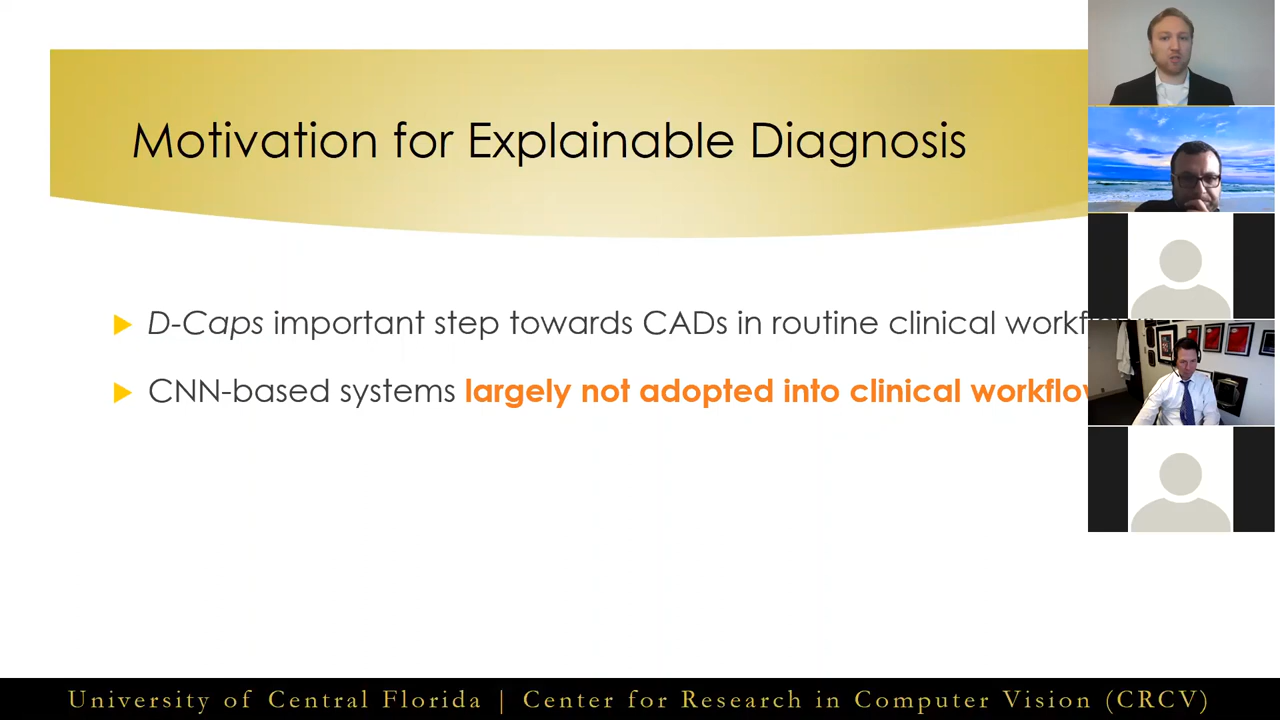 Motivation for Explainable Diagnosis
D-Caps important step towards CADs in routine clinical
CNN-based systems largely not adopted into clinical
University of Central Florida | Center for Research in Computer Vision (CRCV)